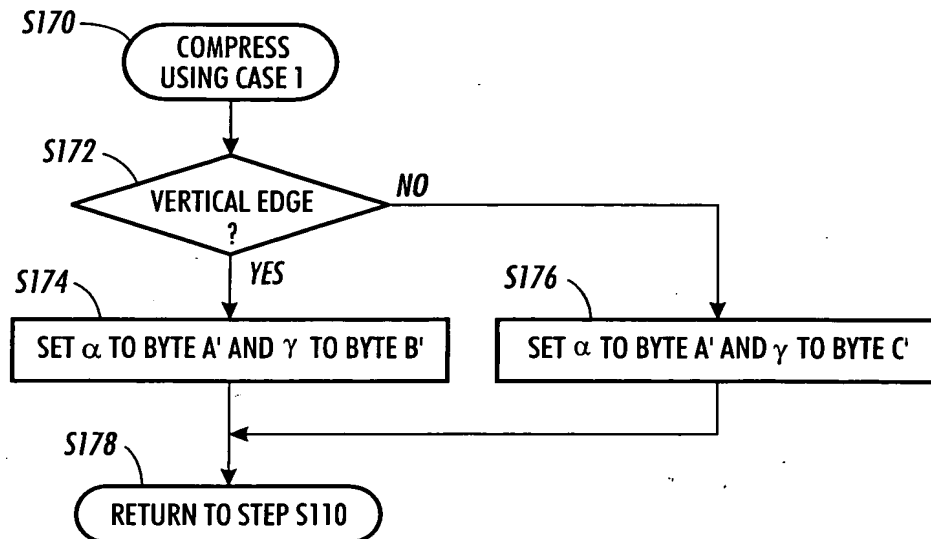 S170
COMPRESS
USING CASE 1
S172
VERTICAL EDGE
?
NO
YES
S174
SET α TO BYTE A' AND γ TO BYTE B'
S176
SET α TO BYTE A' AND γ TO BYTE C'
S178
RETURN TO STEP S110